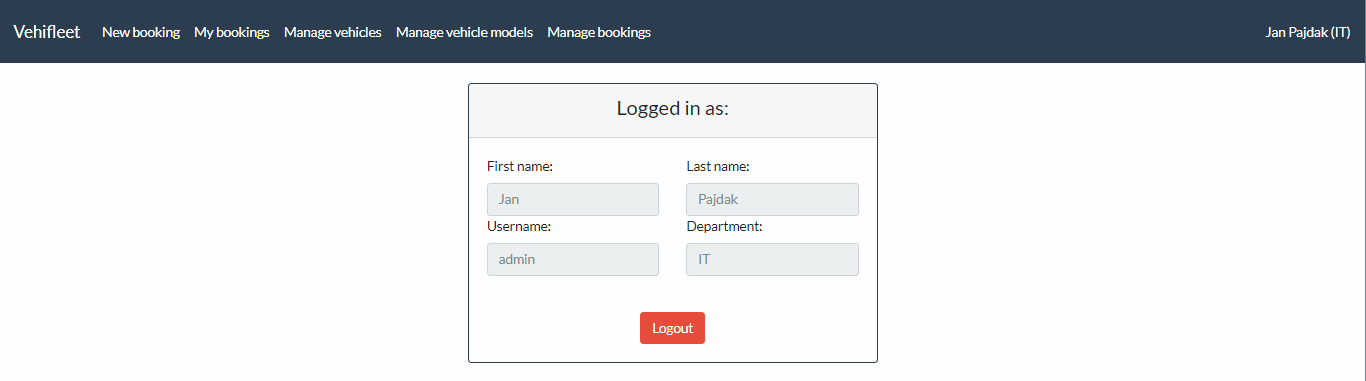 Vehifleet New booking My bookings Manage vehicles Manage vehicle models Manage bookings Jan Pajdak (IT)
Logged in as:
First name: Last name:
Jan Pajdak
Username: Department:
admin IT
Logout